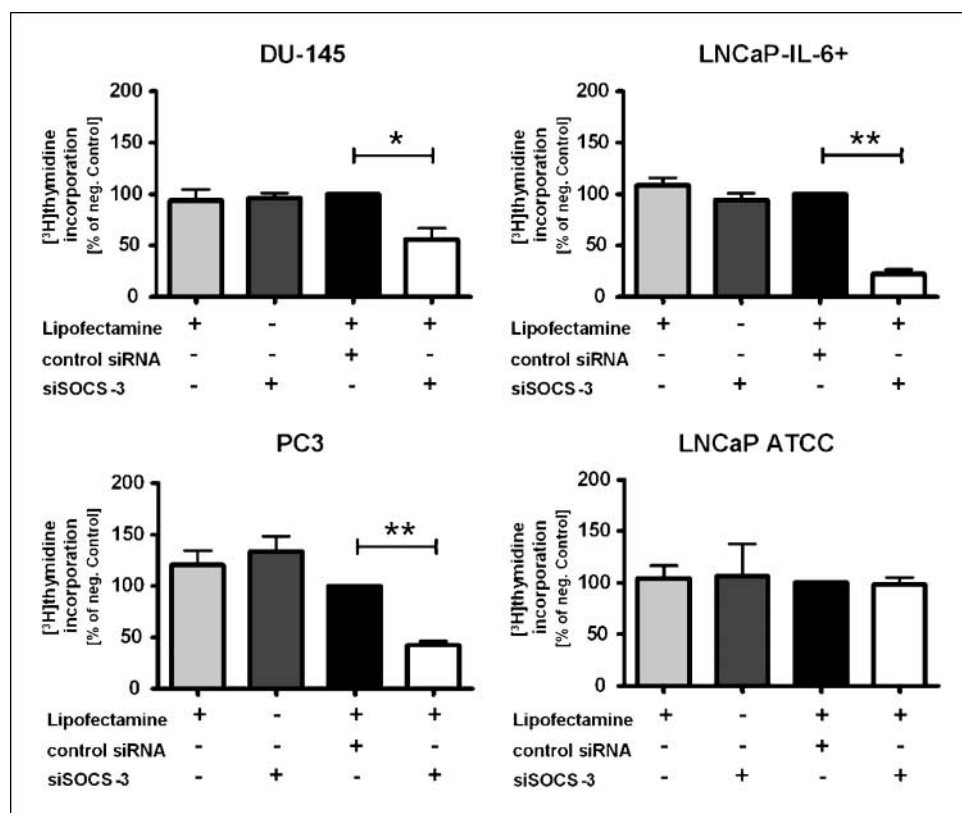 DU-145
[³H]thymidine
incorporation
[% of neg. Control]
200
150
100
50
0
*
Lipofectamine + - + +
control siRNA - - + -
siSOCS-3 - + - +
LNCaP-IL-6+
[³H]thymidine
incorporation
[% of neg. Control]
200
150
100
50
0
**
Lipofectamine + - + +
control siRNA - - + -
siSOCS-3 - + - +
PC3
[³H]thymidine
incorporation
[% of neg. Control]
200
150
100
50
0
**
Lipofectamine + - + +
control siRNA - - + -
siSOCS-3 - + - +
LNCaP ATCC
[³H]thymidine
incorporation
[% of neg. Control]
200
150
100
50
0
Lipofectamine + - + +
control siRNA - - + -
siSOCS-3 - + - +